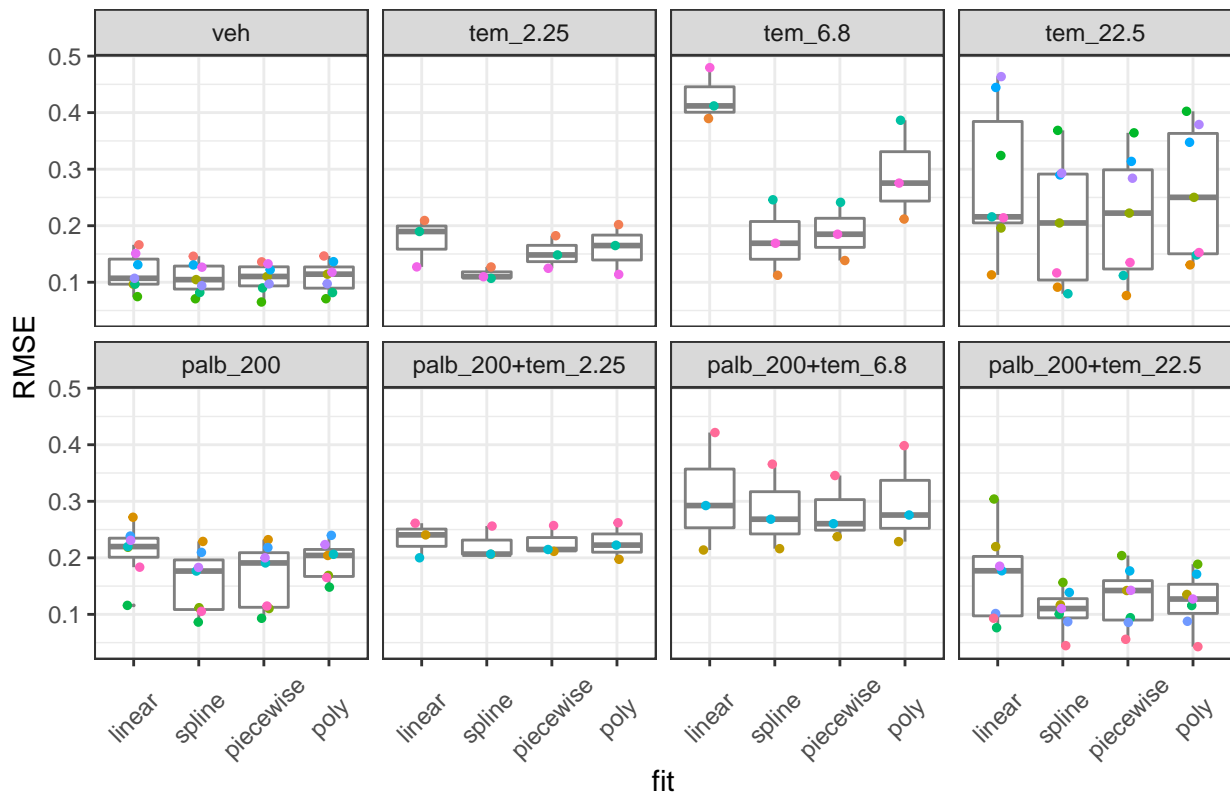 veh tem_2.25 tem_6.8 tem_22.5
0.5
0.4
0.3
0.2
0.1
palb_200 palb_200+tem_2.25 palb_200+tem_6.8 palb_200+tem_22.5
0.5
0.4
0.3
0.2
0.1
RMSE
linear spline piecewise poly linear spline piecewise poly linear spline piecewise poly linear spline piecewise poly
fit